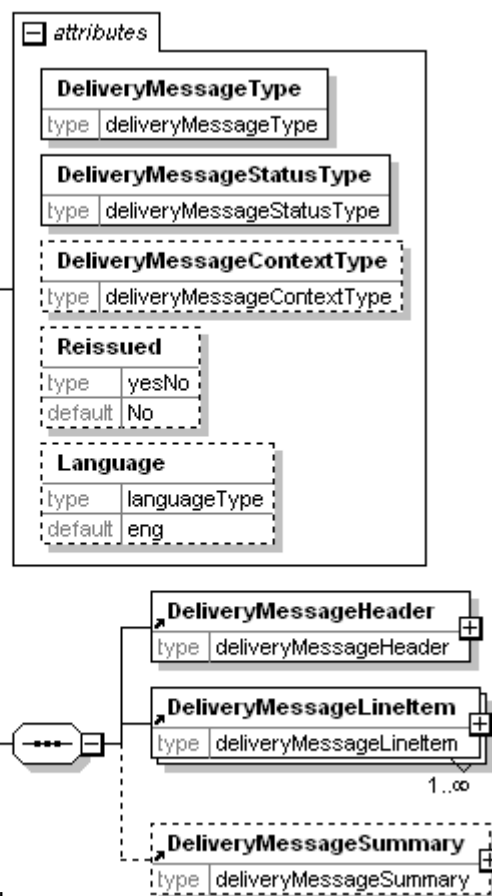 attributes
DeliveryMessageType
type deliveryMessageType
DeliveryMessageStatusType
type deliveryMessageStatusType
DeliveryMessageContextType
type deliveryMessageContextType
Reissued
type yesNo
default No
Language
type languageType
default eng
DeliveryMessageHeader
type deliveryMessageHeader
DeliveryMessageLineItem
type deliveryMessageLineItem
1..∞
DeliveryMessageSummary
type deliveryMessageSummary